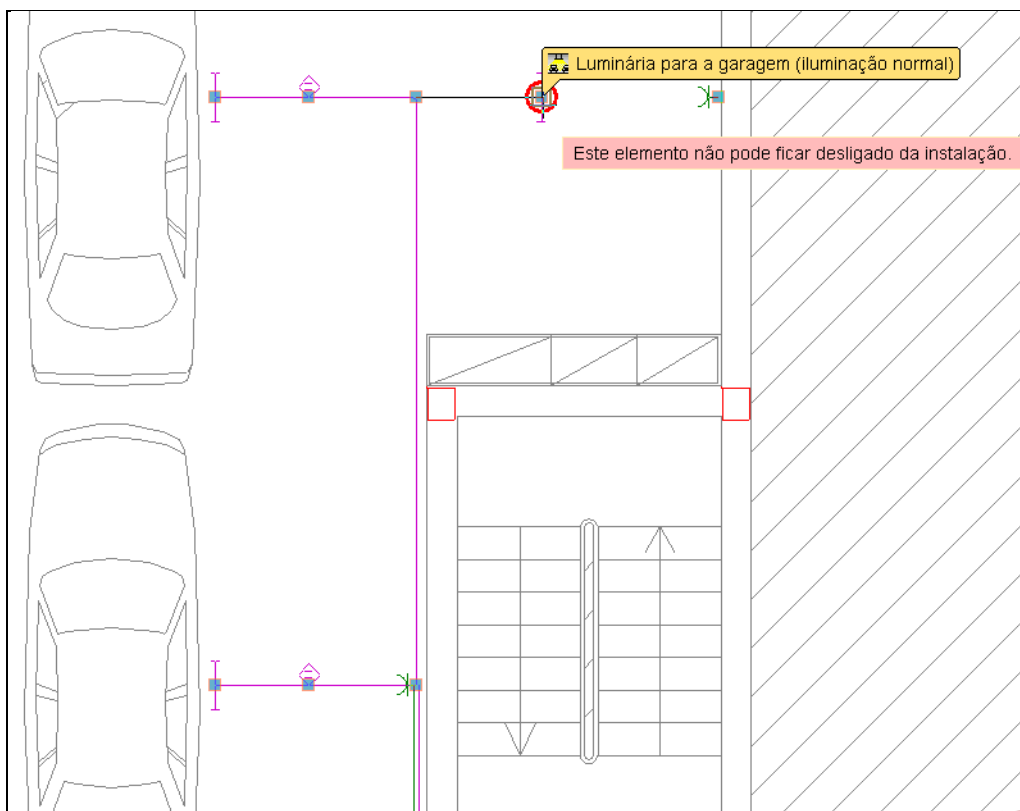 Luminária para a garagem (iluminação normal)
Este elemento não pode ficar desligado da instalação.